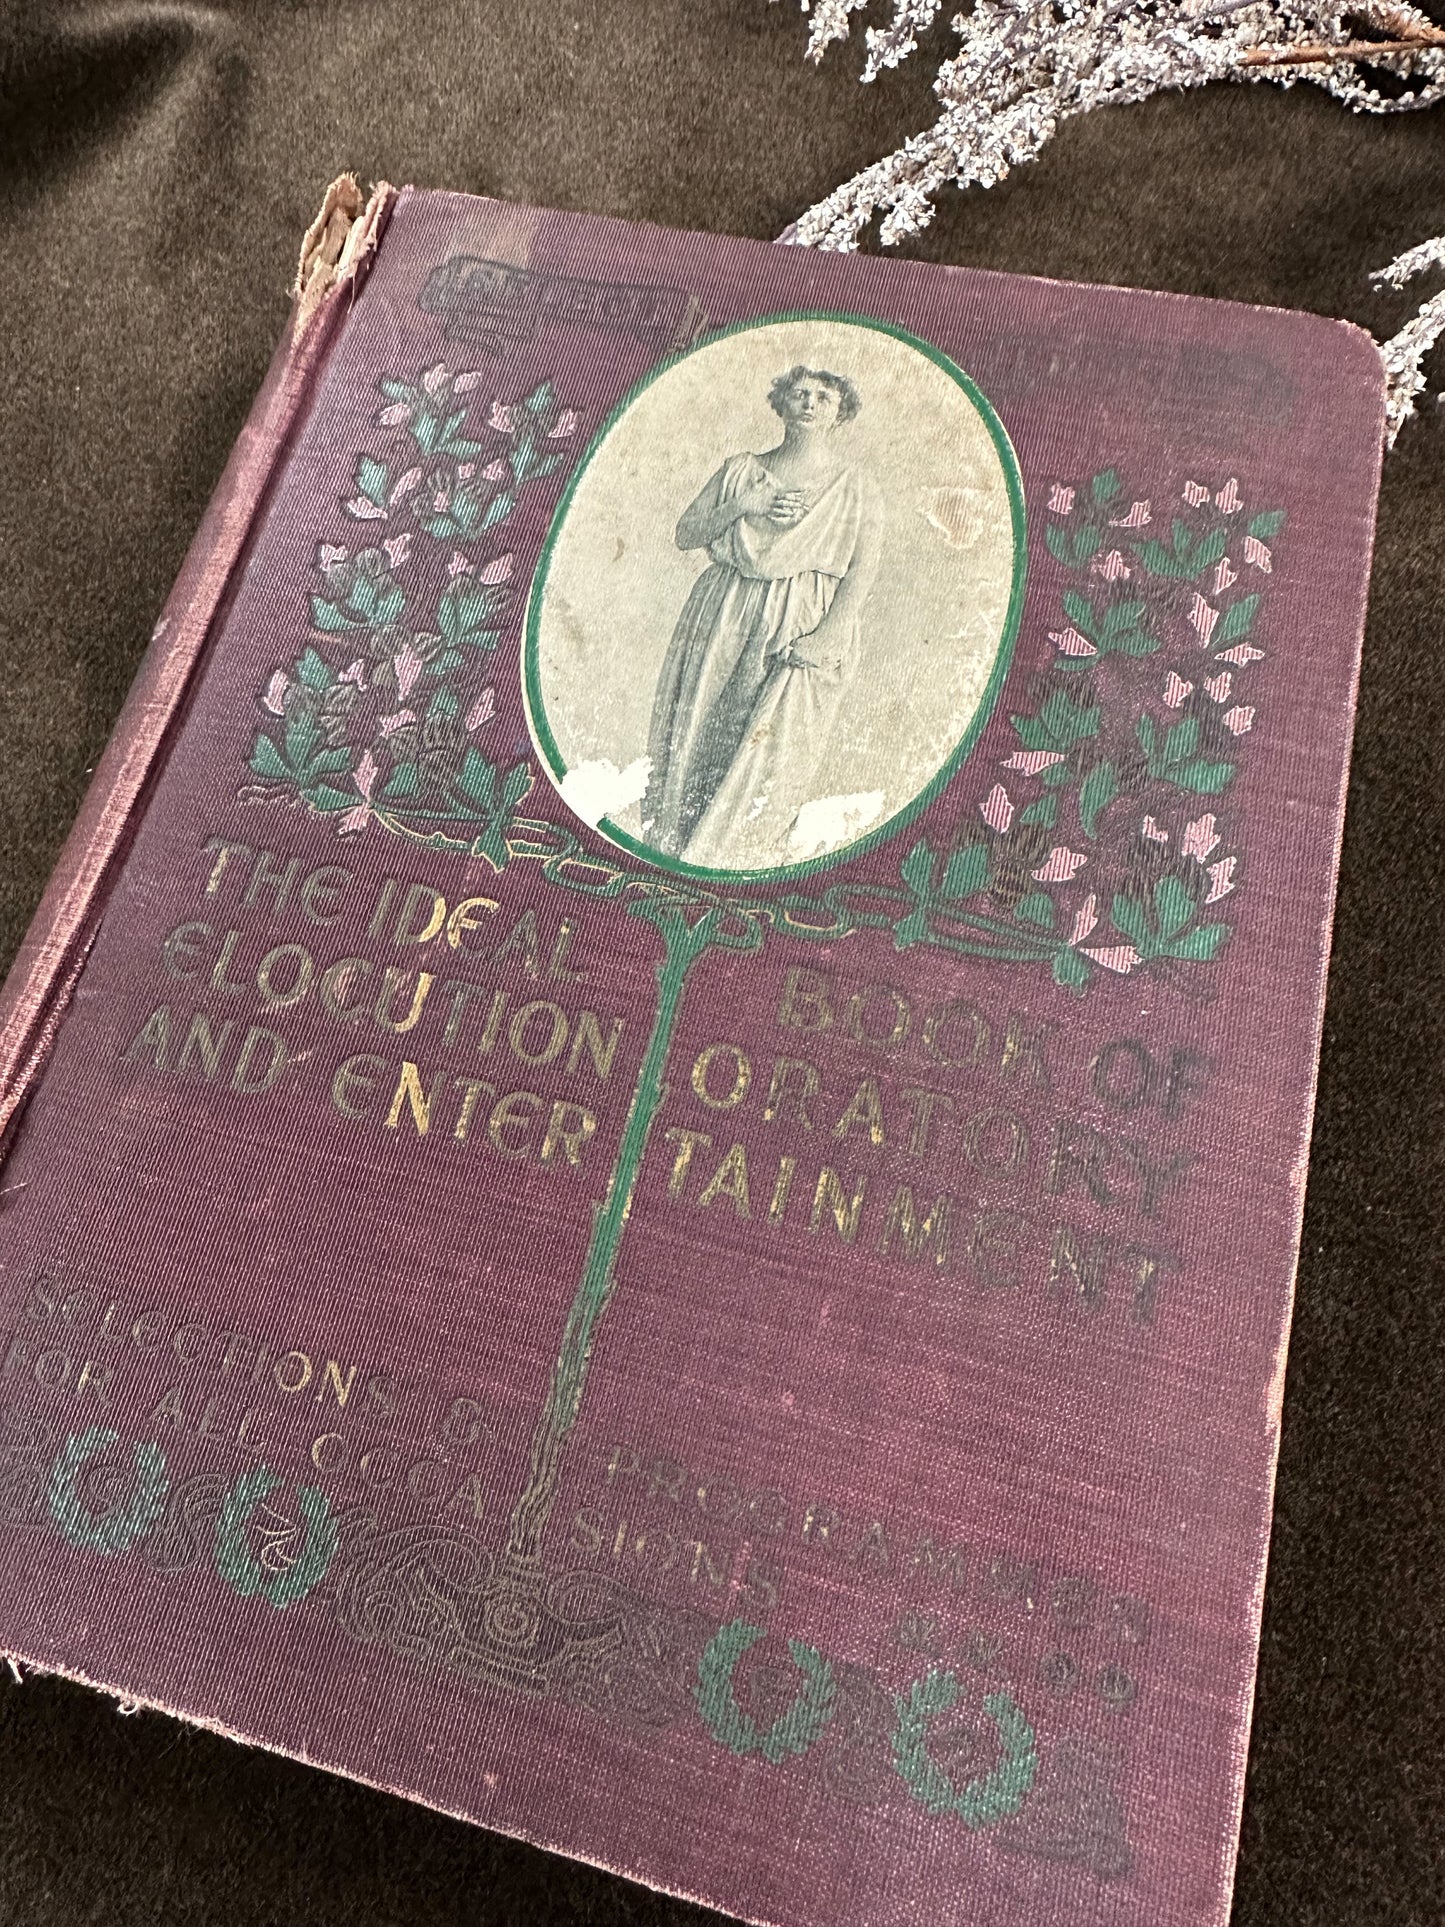 THE IDEAL BOOK OF
ELOCUTION ORATORY
AND ENTERTAINMENT
SELECTIONS & PROGRAMMES
FOR ALL OCCASIONS